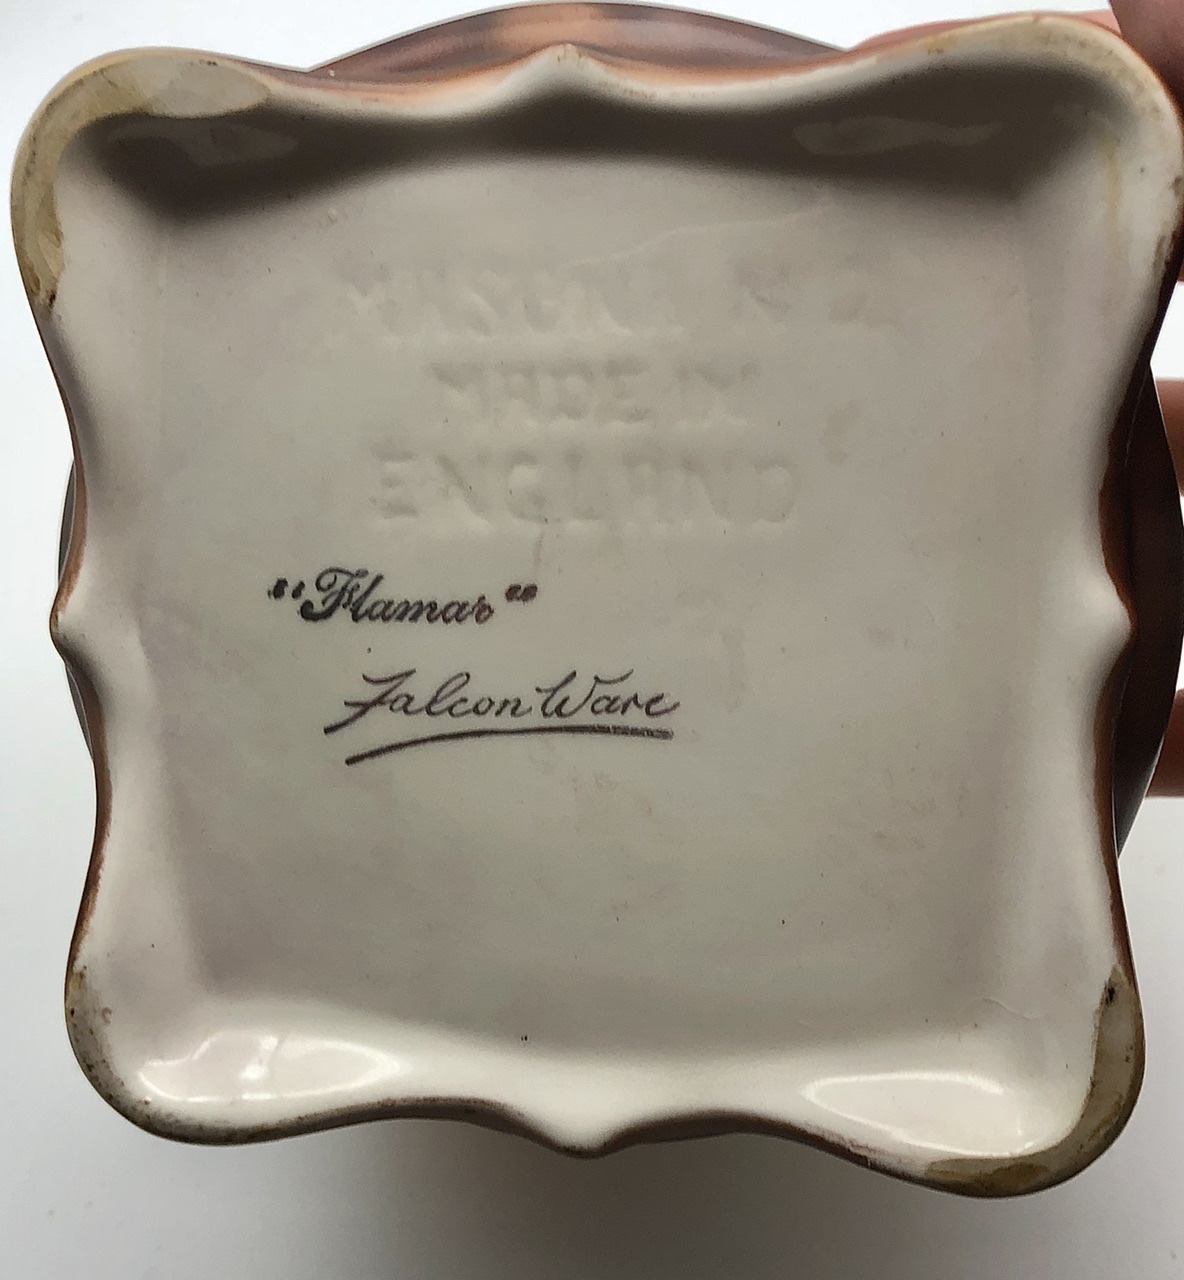 MADE IN
ENGLAND
"Flamar"
Falcon Ware